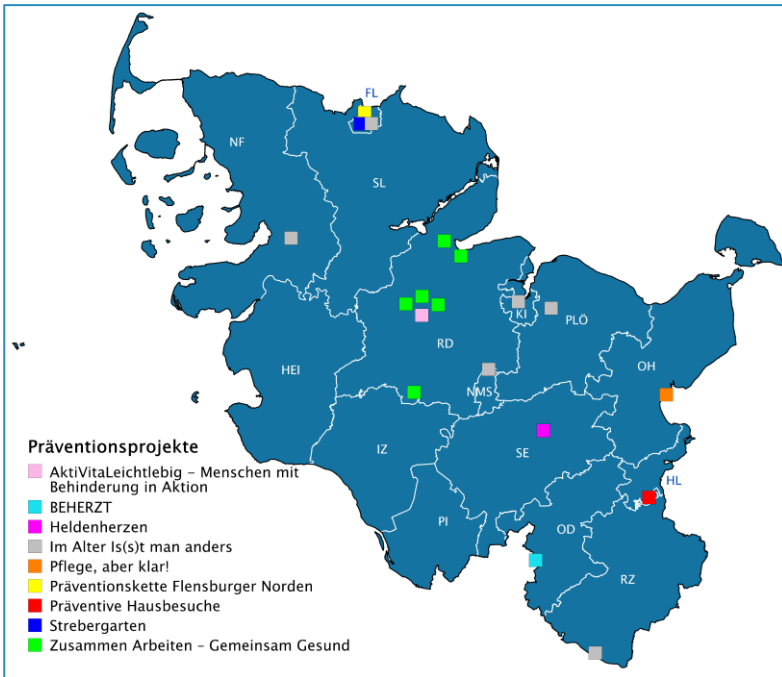 FL
NF
SL
KI
PLÖ
RD
OH
HEI
NMS
IZ
SE
HL
PI
OD
RZ
Präventionsprojekte
AktiVitaLeichtlebig – Menschen mit
Behinderung in Aktion
BEHERZT
Heldenherzen
Im Alter Is(s)t man anders
Pflege, aber klar!
Präventionskette Flensburger Norden
Präventive Hausbesuche
Strebergarten
Zusammen Arbeiten – Gemeinsam Gesund